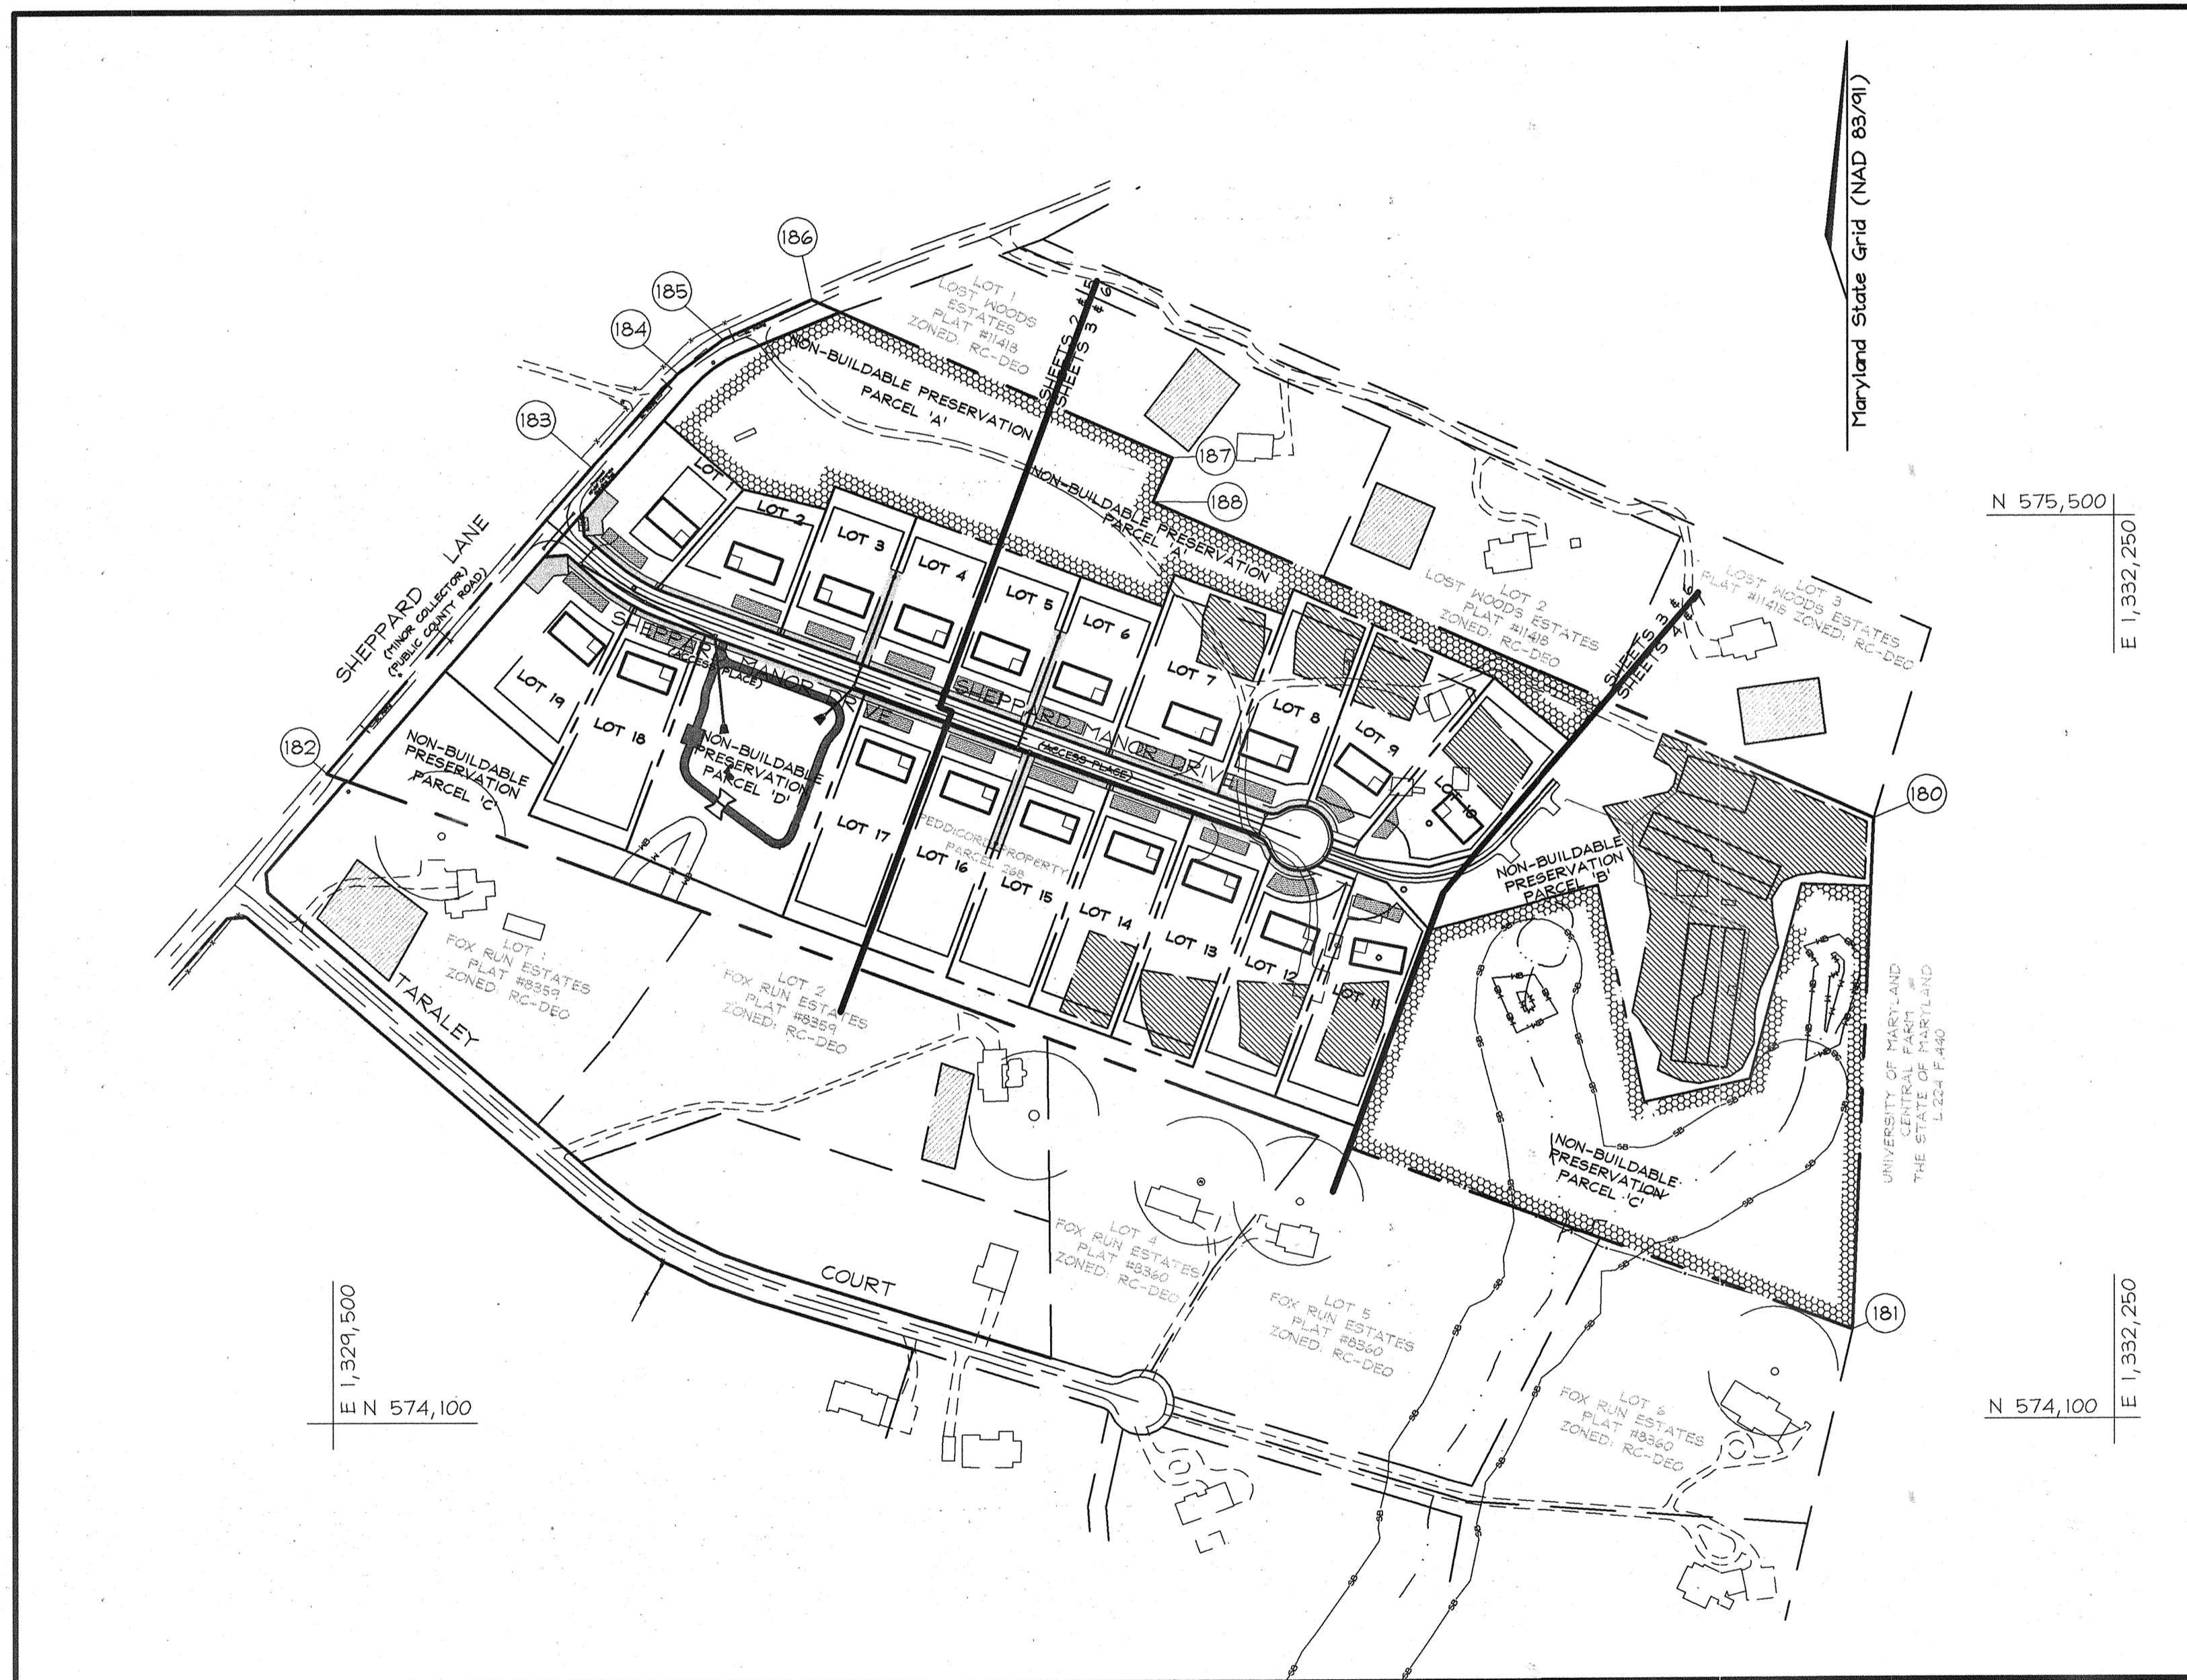 Maryland State Grid (NAD 83/91)
186
185
184
183
187
188
182
180
181
LOT 1
LOST WOODS
ESTATES
PLAT #11418
ZONED: RC-DEO
SHEETS 2 & 5
SHEETS 3 & 6
NON-BUILDABLE PRESERVATION
PARCEL 'A'
NON-BUILDABLE PRESERVATION
PARCEL 'A'
N 575,500
E 1,332,250
SHEPPARD LANE
(MINOR COLLECTOR)
(PUBLIC COUNTY ROAD)
LOT 1
LOT 2
LOT 3
LOT 4
LOT 5
LOT 6
LOT 7
LOT 8
LOT 9
LOT 10
LOT 2
LOST WOODS ESTATES
PLAT #11418
ZONED: RC-DEO
LOT 3
LOST WOODS ESTATES
PLAT #11418 ZONED: RC-DEO
SHEETS 3 & 6
SHEETS 4 & 7
SHEPPARD MANOR DRIVE
(ACCESS PLACE)
SHEPPARD MANOR DRIVE
(ACCESS PLACE)
LOT 19
LOT 18
NON-BUILDABLE
PRESERVATION
PARCEL 'C'
NON-BUILDABLE
PRESERVATION
PARCEL 'D'
LOT 17
LOT 16
LOT 15
LOT 14
LOT 13
LOT 12
LOT 11
PEDDICORD PROPERTY
PARCEL 268
NON-BUILDABLE
PRESERVATION
PARCEL 'B'
NON-BUILDABLE
PRESERVATION
PARCEL 'C'
UNIVERSITY OF MARYLAND
CENTRAL FARM
THE STATE OF MARYLAND
L.224 F.440
LOT 1
FOX RUN ESTATES
PLAT #8359
ZONED: RC-DEO
LOT 2
FOX RUN ESTATES
PLAT #8359
ZONED: RC-DEO
TARALEY
COURT
LOT 4
FOX RUN ESTATES
PLAT #8360
ZONED: RC-DEO
LOT 5
FOX RUN ESTATES
PLAT #8360
ZONED: RC-DEO
LOT 6
FOX RUN ESTATES
PLAT #8360
ZONED: RC-DEO
E 1,329,500
N 574,100
N 574,100
E 1,332,250